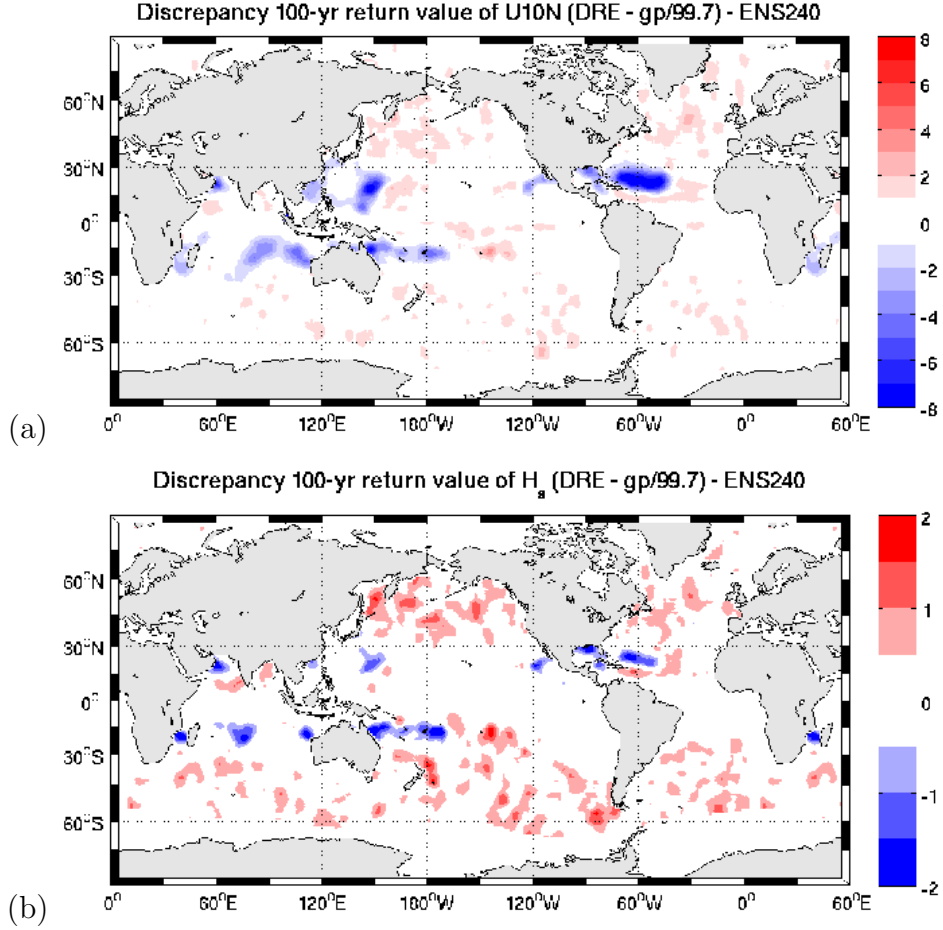 Discrepancy 100-yr return value of U10N (DRE - gp/99.7) - ENS240
60°N
30°N
0°
30°S
60°S
0°
60°E
120°E
180°W
120°W
60°W
0°
60°E
8
6
4
2
-2
-4
-6
-8
(a)
Discrepancy 100-yr return value of Hs (DRE - gp/99.7) - ENS240
60°N
30°N
0°
30°S
60°S
0°
60°E
120°E
180°W
120°W
60°W
0°
60°E
2
1
0
-1
-2
(b)